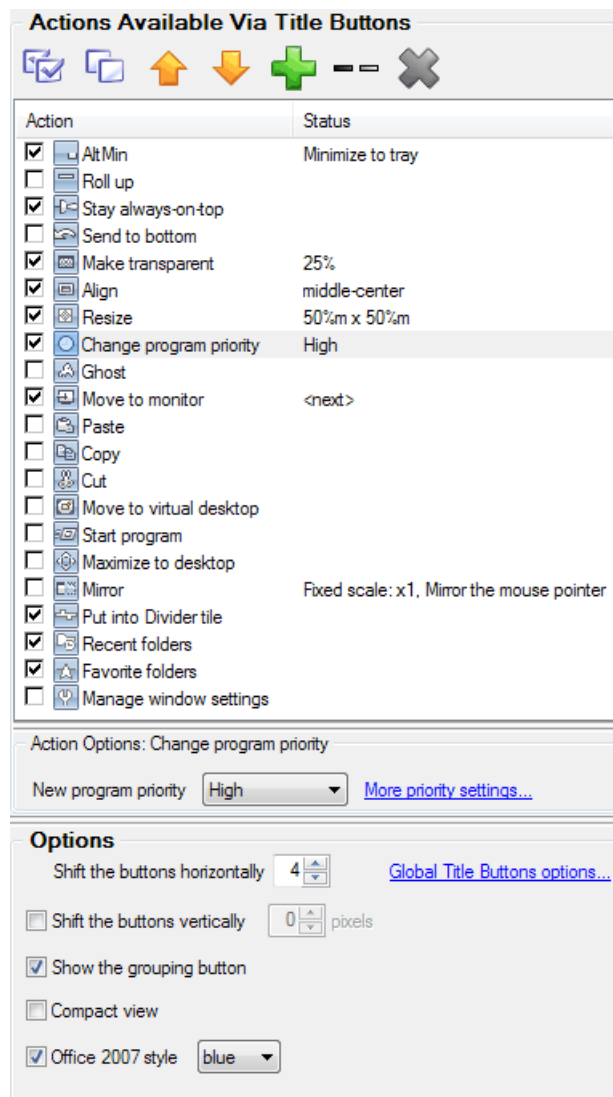 Actions Available Via Title Buttons
Action Status
AltMin Minimize to tray
Roll up
Stay always-on-top
Send to bottom
Make transparent 25%
Align middle-center
Resize 50%m x 50%m
Change program priority High
Ghost
Move to monitor <next>
Paste
Copy
Cut
Move to virtual desktop
Start program
Maximize to desktop
Mirror Fixed scale: x1, Mirror the mouse pointer
Put into Divider tile
Recent folders
Favorite folders
Manage window settings
Action Options: Change program priority
New program priority High More priority settings...
Options
Shift the buttons horizontally 4 Global Title Buttons options...
Shift the buttons vertically 0 pixels
Show the grouping button
Compact view
Office 2007 style blue